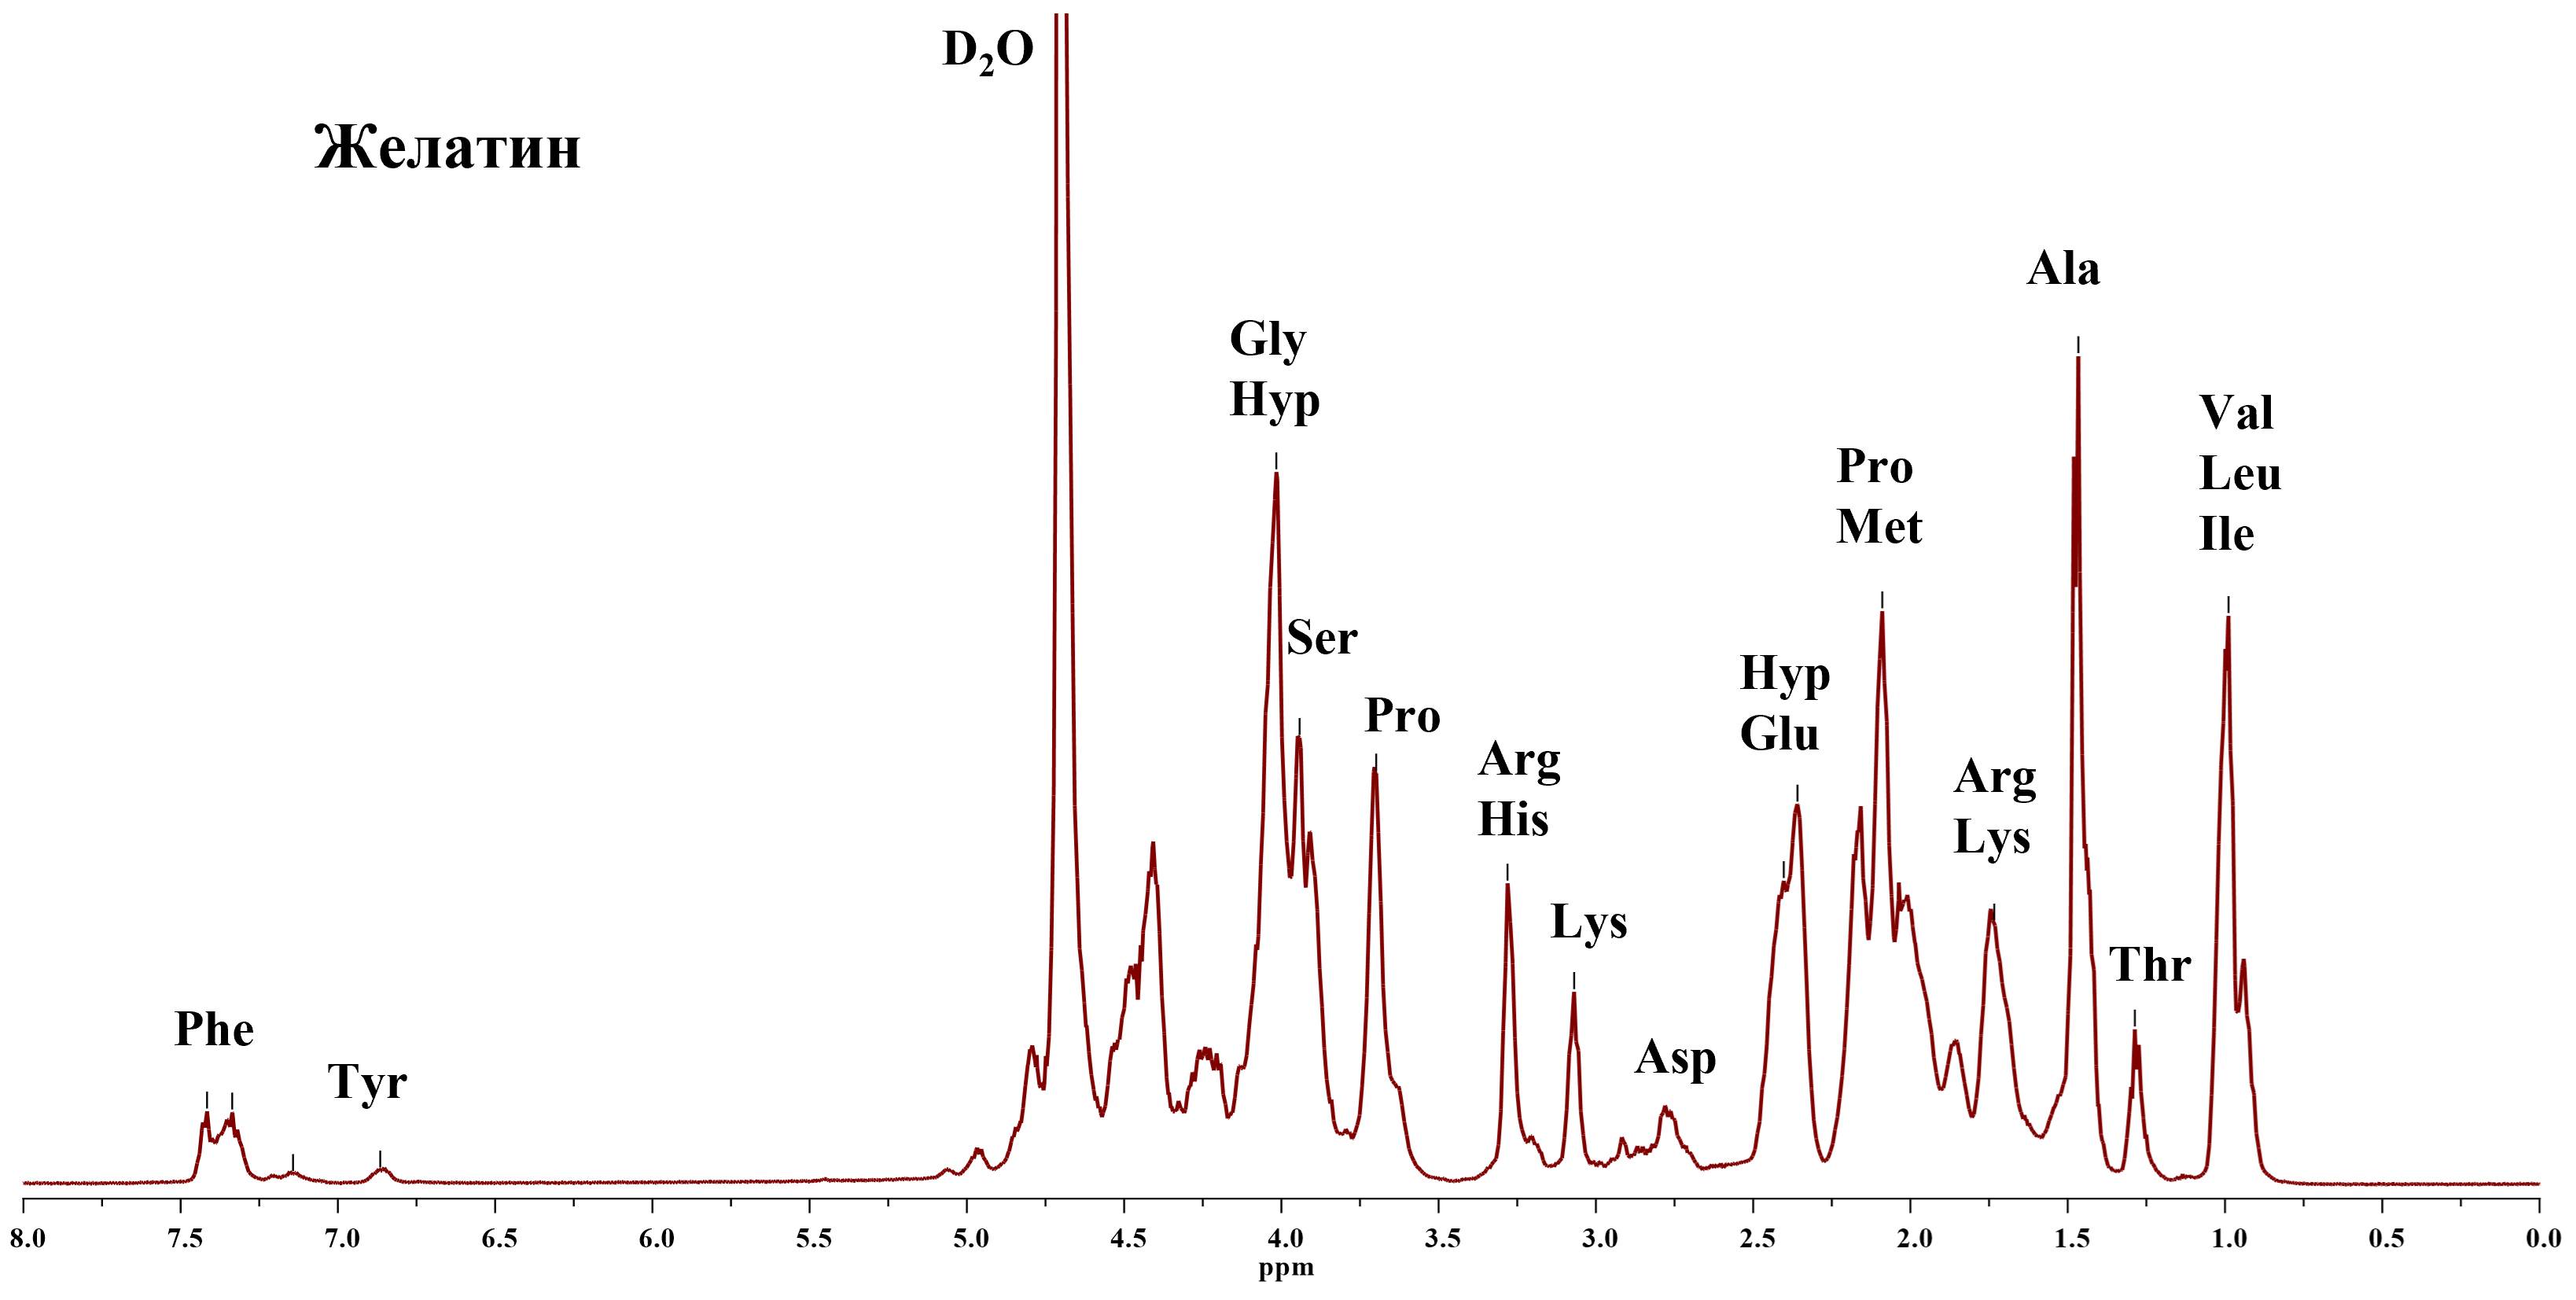 D₂O
Желатин
Ala
Gly
Hyp
Val
Leu
Ile
Pro
Met
Ser
Hyp
Glu
Pro
Arg
His
Arg
Lys
Lys
Thr
Phe
Asp
Tyr
8.0 7.5 7.0 6.5 6.0 5.5 5.0 4.5 4.0 3.5 3.0 2.5 2.0 1.5 1.0 0.5 0.0
ppm